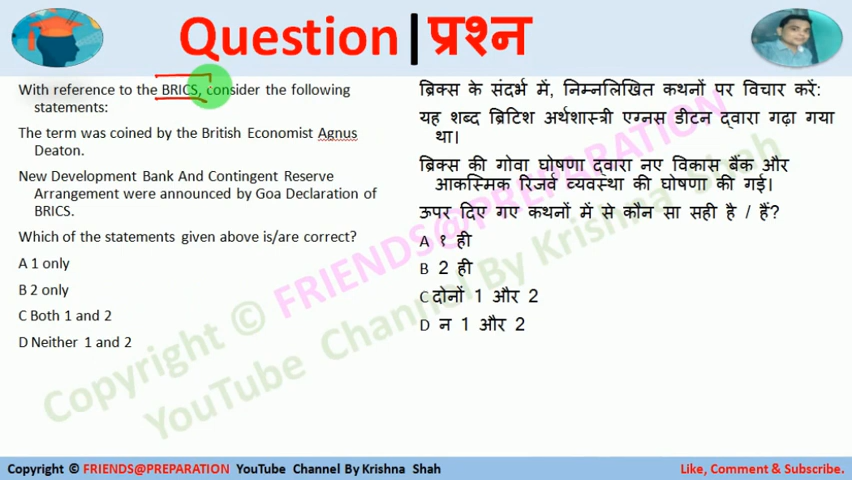 Question|प्रश्न
With reference to the BRICS, consider the following
statements:
The term was coined by the British Economist Agnus
Deaton.
New Development Bank And Contingent Reserve
Arrangement were announced by Goa Declaration of
BRICS.
Which of the statements given above is/are correct?
A 1 only
B 2 only
C Both 1 and 2
D Neither 1 and 2
ब्रिक्स के संदर्भ में, निम्नलिखित कथनों पर विचार करें:
यह शब्द ब्रिटिश अर्थशास्त्री एग्नस डीटन द्वारा गढ़ा गया
था।
ब्रिक्स की गोवा घोषणा द्वारा नए विकास बैंक और
आकस्मिक रिजर्व व्यवस्था की घोषणा की गई।
ऊपर दिए गए कथनों में से कौन सा सही है / हैं?
A १ ही
B 2 ही
C दोनों 1 और 2
D न 1 और 2
Copyright © FRIENDS@PREPARATION
YouTube Channel By Krishna Shah
Copyright © FRIENDS@PREPARATION YouTube Channel By Krishna Shah
Like, Comment & Subscribe.